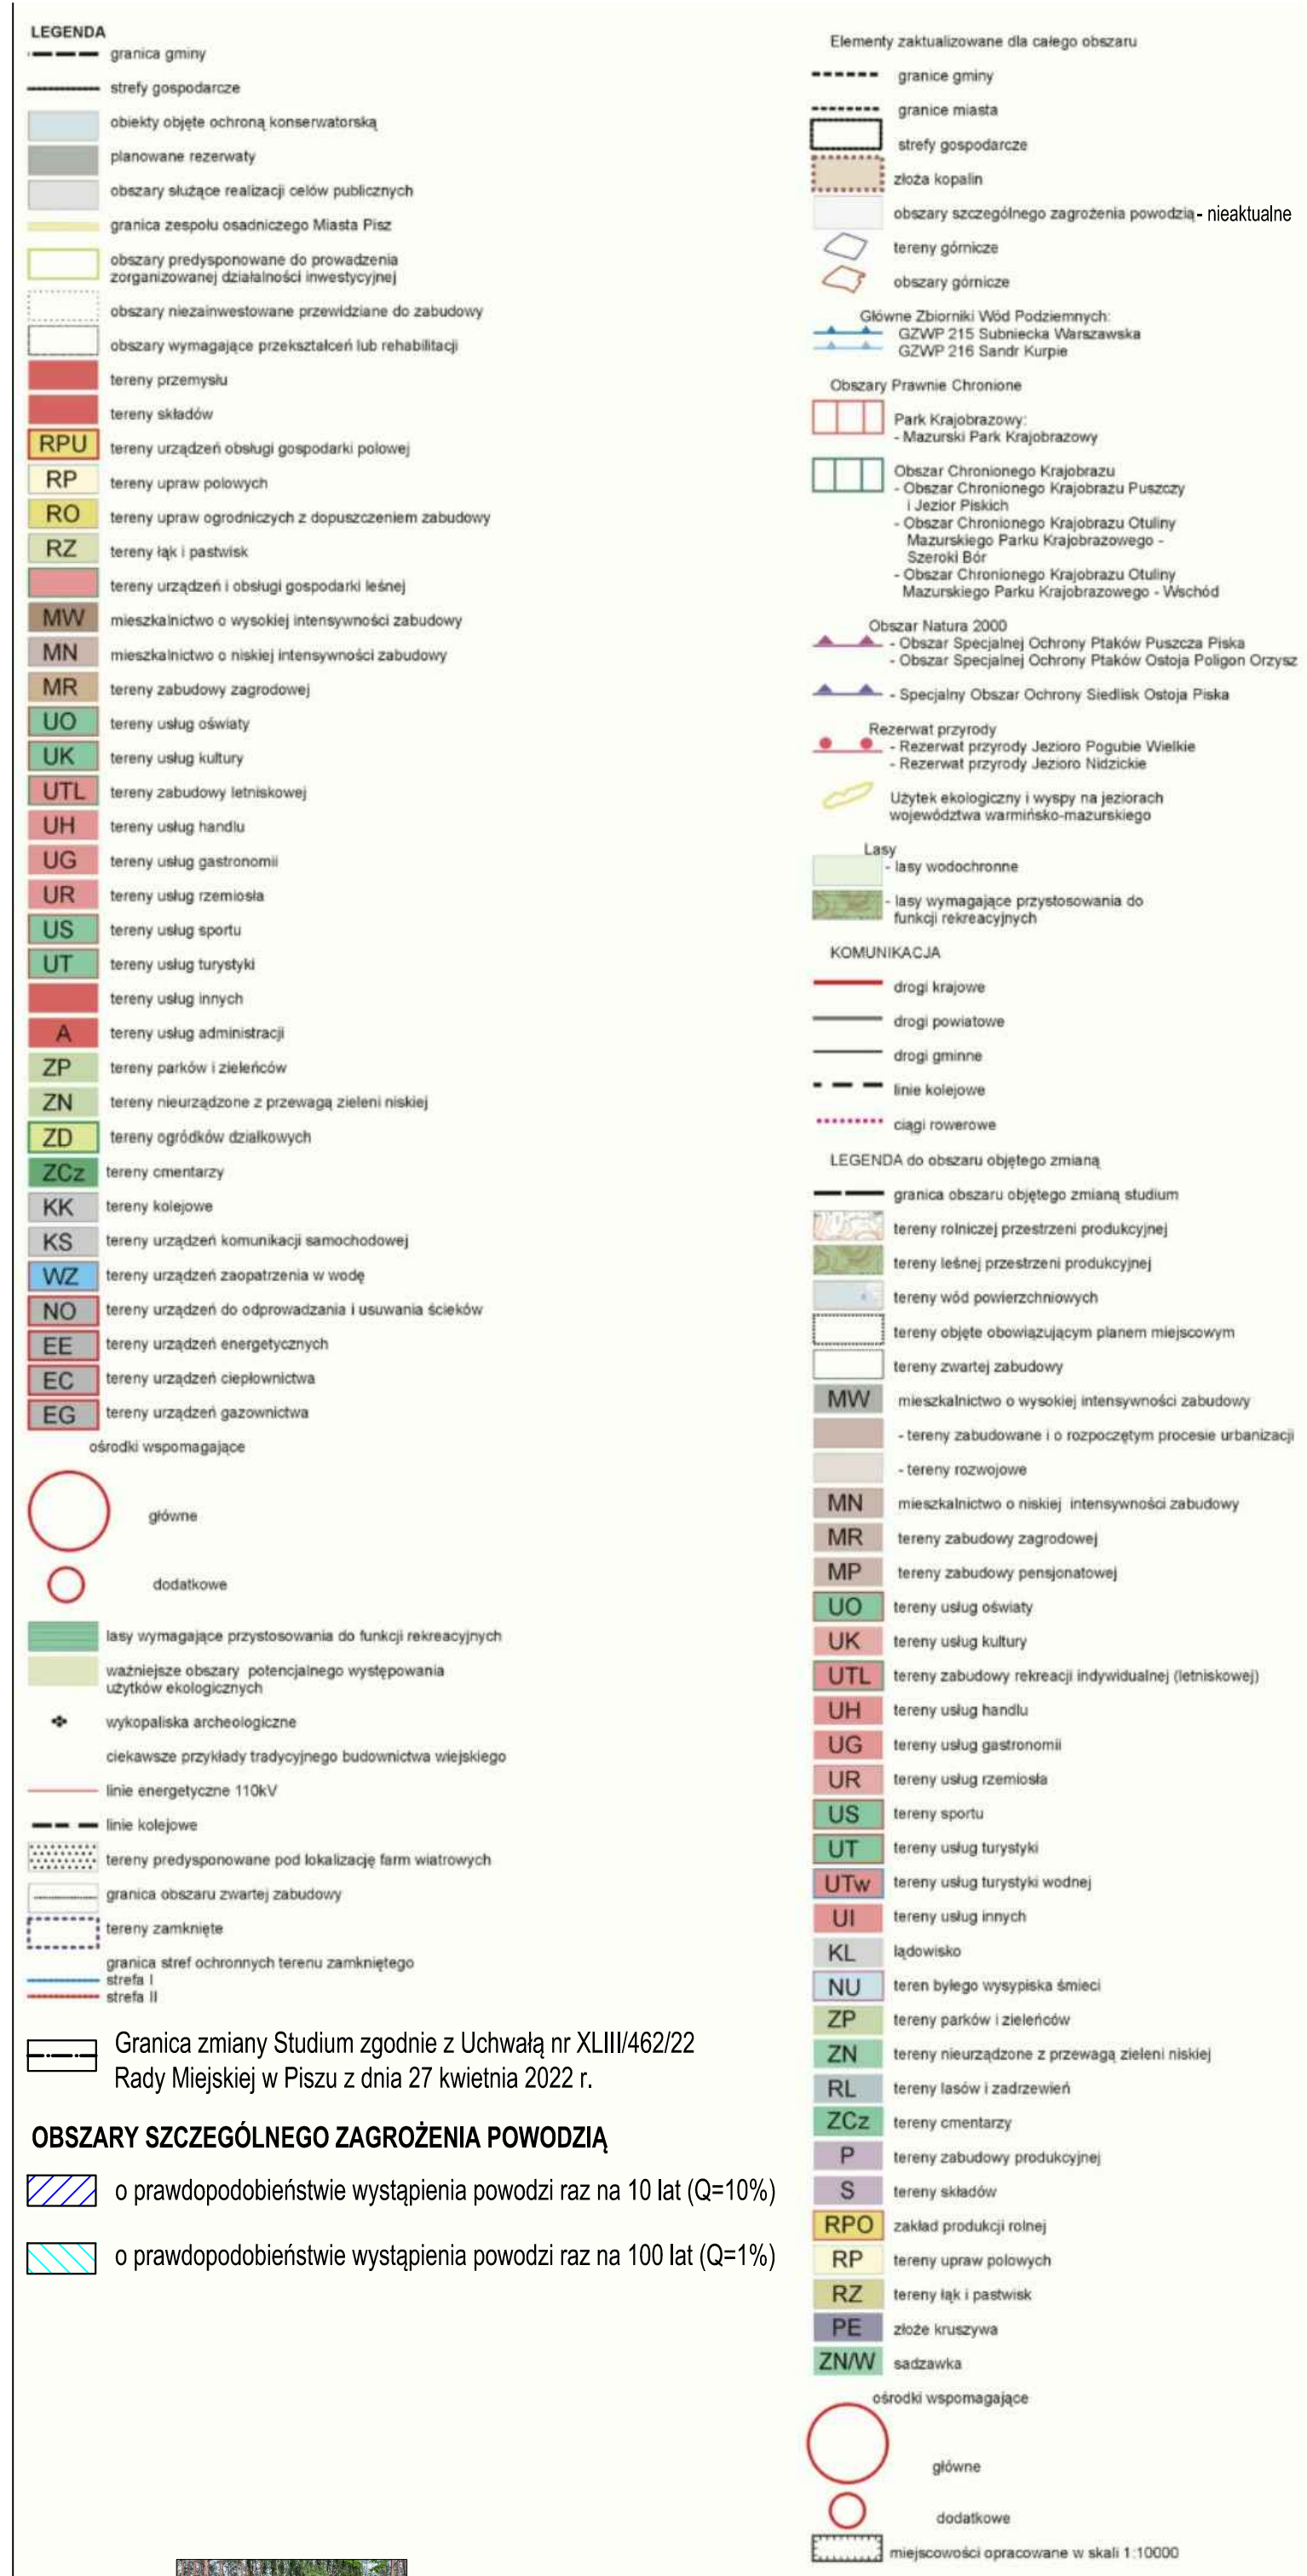 LEGENDA
granica gminy
strefy gospodarcze
obiekty objęte ochroną konserwatorską
planowane rezerwaty
obszary służące realizacji celów publicznych
granica zespołu osadniczego Miasta Pisz
obszary predysponowane do prowadzenia
zorganizowanej działalności inwestycyjnej
obszary niezainwestowane przewidziane do zabudowy
obszary wymagające przekształceń lub rehabilitacji
tereny przemysłu
tereny składów
RPU tereny urządzeń obsługi gospodarki polowej
RP tereny upraw polowych
RO tereny upraw ogrodniczych z dopuszczeniem zabudowy
RZ tereny łąk i pastwisk
tereny urządzeń i obsługi gospodarki leśnej
MW mieszkalnictwo o wysokiej intensywności zabudowy
MN mieszkalnictwo o niskiej intensywności zabudowy
MR tereny zabudowy zagrodowej
UO tereny usług oświaty
UK tereny usług kultury
UTL tereny zabudowy letniskowej
UH tereny usług handlu
UG tereny usług gastronomii
UR tereny usług rzemiosła
US tereny usług sportu
UT tereny usług turystyki
tereny usług innych
A tereny usług administracji
ZP tereny parków i zieleńców
ZN tereny nieurządzone z przewagą zieleni niskiej
ZD tereny ogródków działkowych
ZCz tereny cmentarzy
KK tereny kolejowe
KS tereny urządzeń komunikacji samochodowej
WZ tereny urządzeń zaopatrzenia w wodę
NO tereny urządzeń do odprowadzania i usuwania ścieków
EE tereny urządzeń energetycznych
EC tereny urządzeń ciepłownictwa
EG tereny urządzeń gazownictwa
ośrodki wspomagające
główne
dodatkowe
lasy wymagające przystosowania do funkcji rekreacyjnych
ważniejsze obszary potencjalnego występowania
użytków ekologicznych
wykopaliska archeologiczne
ciekawsze przykłady tradycyjnego budownictwa wiejskiego
linie energetyczne 110kV
linie kolejowe
tereny predysponowane pod lokalizację farm wiatrowych
granica obszaru zwartej zabudowy
tereny zamknięte
granica stref ochronnych terenu zamkniętego
strefa I
strefa II
Granica zmiany Studium zgodnie z Uchwałą nr XLIII/462/22
Rady Miejskiej w Piszu z dnia 27 kwietnia 2022 r.
OBSZARY SZCZEGÓLNEGO ZAGROŻENIA POWODZIĄ
o prawdopodobieństwie wystąpienia powodzi raz na 10 lat (Q=10%)
o prawdopodobieństwie wystąpienia powodzi raz na 100 lat (Q=1%)
Elementy zaktualizowane dla całego obszaru
granice gminy
granice miasta
strefy gospodarcze
złoża kopalin
obszary szczególnego zagrożenia powodzią - nieaktualne
tereny górnicze
obszary górnicze
Główne Zbiorniki Wód Podziemnych:
GZWP 215 Subniecka Warszawska
GZWP 216 Sandr Kurpie
Obszary Prawnie Chronione
Park Krajobrazowy:
- Mazurski Park Krajobrazowy
Obszar Chronionego Krajobrazu
- Obszar Chronionego Krajobrazu Puszczy
i Jezior Piskich
- Obszar Chronionego Krajobrazu Otuliny
Mazurskiego Parku Krajobrazowego -
Szeroki Bór
- Obszar Chronionego Krajobrazu Otuliny
Mazurskiego Parku Krajobrazowego - Wschód
Obszar Natura 2000
- Obszar Specjalnej Ochrony Ptaków Puszcza Piska
- Obszar Specjalnej Ochrony Ptaków Ostoja Poligon Orzysz
- Specjalny Obszar Ochrony Siedlisk Ostoja Piska
Rezerwat przyrody
- Rezerwat przyrody Jezioro Pogubie Wielkie
- Rezerwat przyrody Jezioro Nidzickie
Użytek ekologiczny i wyspy na jeziorach
województwa warmińsko-mazurskiego
Lasy
- lasy wodochronne
- lasy wymagające przystosowania do
funkcji rekreacyjnych
KOMUNIKACJA
drogi krajowe
drogi powiatowe
drogi gminne
linie kolejowe
ciągi rowerowe
LEGENDA do obszaru objętego zmianą
granica obszaru objętego zmianą studium
tereny rolniczej przestrzeni produkcyjnej
tereny leśnej przestrzeni produkcyjnej
tereny wód powierzchniowych
tereny objęte obowiązującym planem miejscowym
tereny zwartej zabudowy
MW mieszkalnictwo o wysokiej intensywności zabudowy
- tereny zabudowane i o rozpoczętym procesie urbanizacji
- tereny rozwojowe
MN mieszkalnictwo o niskiej intensywności zabudowy
MR tereny zabudowy zagrodowej
MP tereny zabudowy pensjonatowej
UO tereny usług oświaty
UK tereny usług kultury
UTL tereny zabudowy rekreacji indywidualnej (letniskowej)
UH tereny usług handlu
UG tereny usług gastronomii
UR tereny usług rzemiosła
US tereny sportu
UT tereny usług turystyki
UTw tereny usług turystyki wodnej
UI tereny usług innych
KL lądowisko
NU teren byłego wysypiska śmieci
ZP tereny parków i zieleńców
ZN tereny nieurządzone z przewagą zieleni niskiej
RL tereny lasów i zadrzewień
ZCz tereny cmentarzy
P tereny zabudowy produkcyjnej
S tereny składów
RPO zakład produkcji rolnej
RP tereny upraw polowych
RZ tereny łąk i pastwisk
PE złoże kruszywa
ZN/W sadzawka
ośrodki wspomagające
główne
dodatkowe
miejscowości opracowane w skali 1:10000